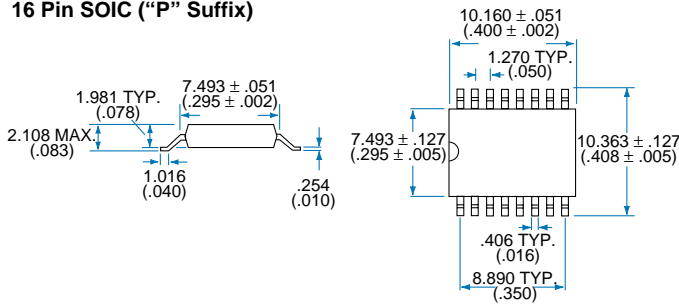 16 Pin SOIC (“P” Suffix)
10.160 ± .051
(.400 ± .002)
1.270 TYP.
(.050)
7.493 ± .051
(.295 ± .002)
1.981 TYP.
(.078)
2.108 MAX.
(.083)
7.493 ± .127
(.295 ± .005)
10.363 ± .127
(.408 ± .005)
1.016
(.040)
.254
(.010)
.406 TYP.
(.016)
8.890 TYP.
(.350)